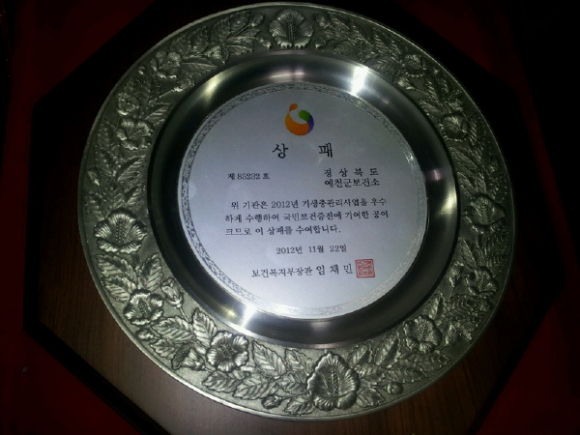 상 패
제 85232 호
경 상 북 도
예천군보건소
위 기관은 2012년 기생충관리사업을 우수
하게 수행하여 국민보건증진에 기여한 공이
크므로 이 상패를 수여합니다.
2012년 11월 22일
보건복지부장관 임 채 민